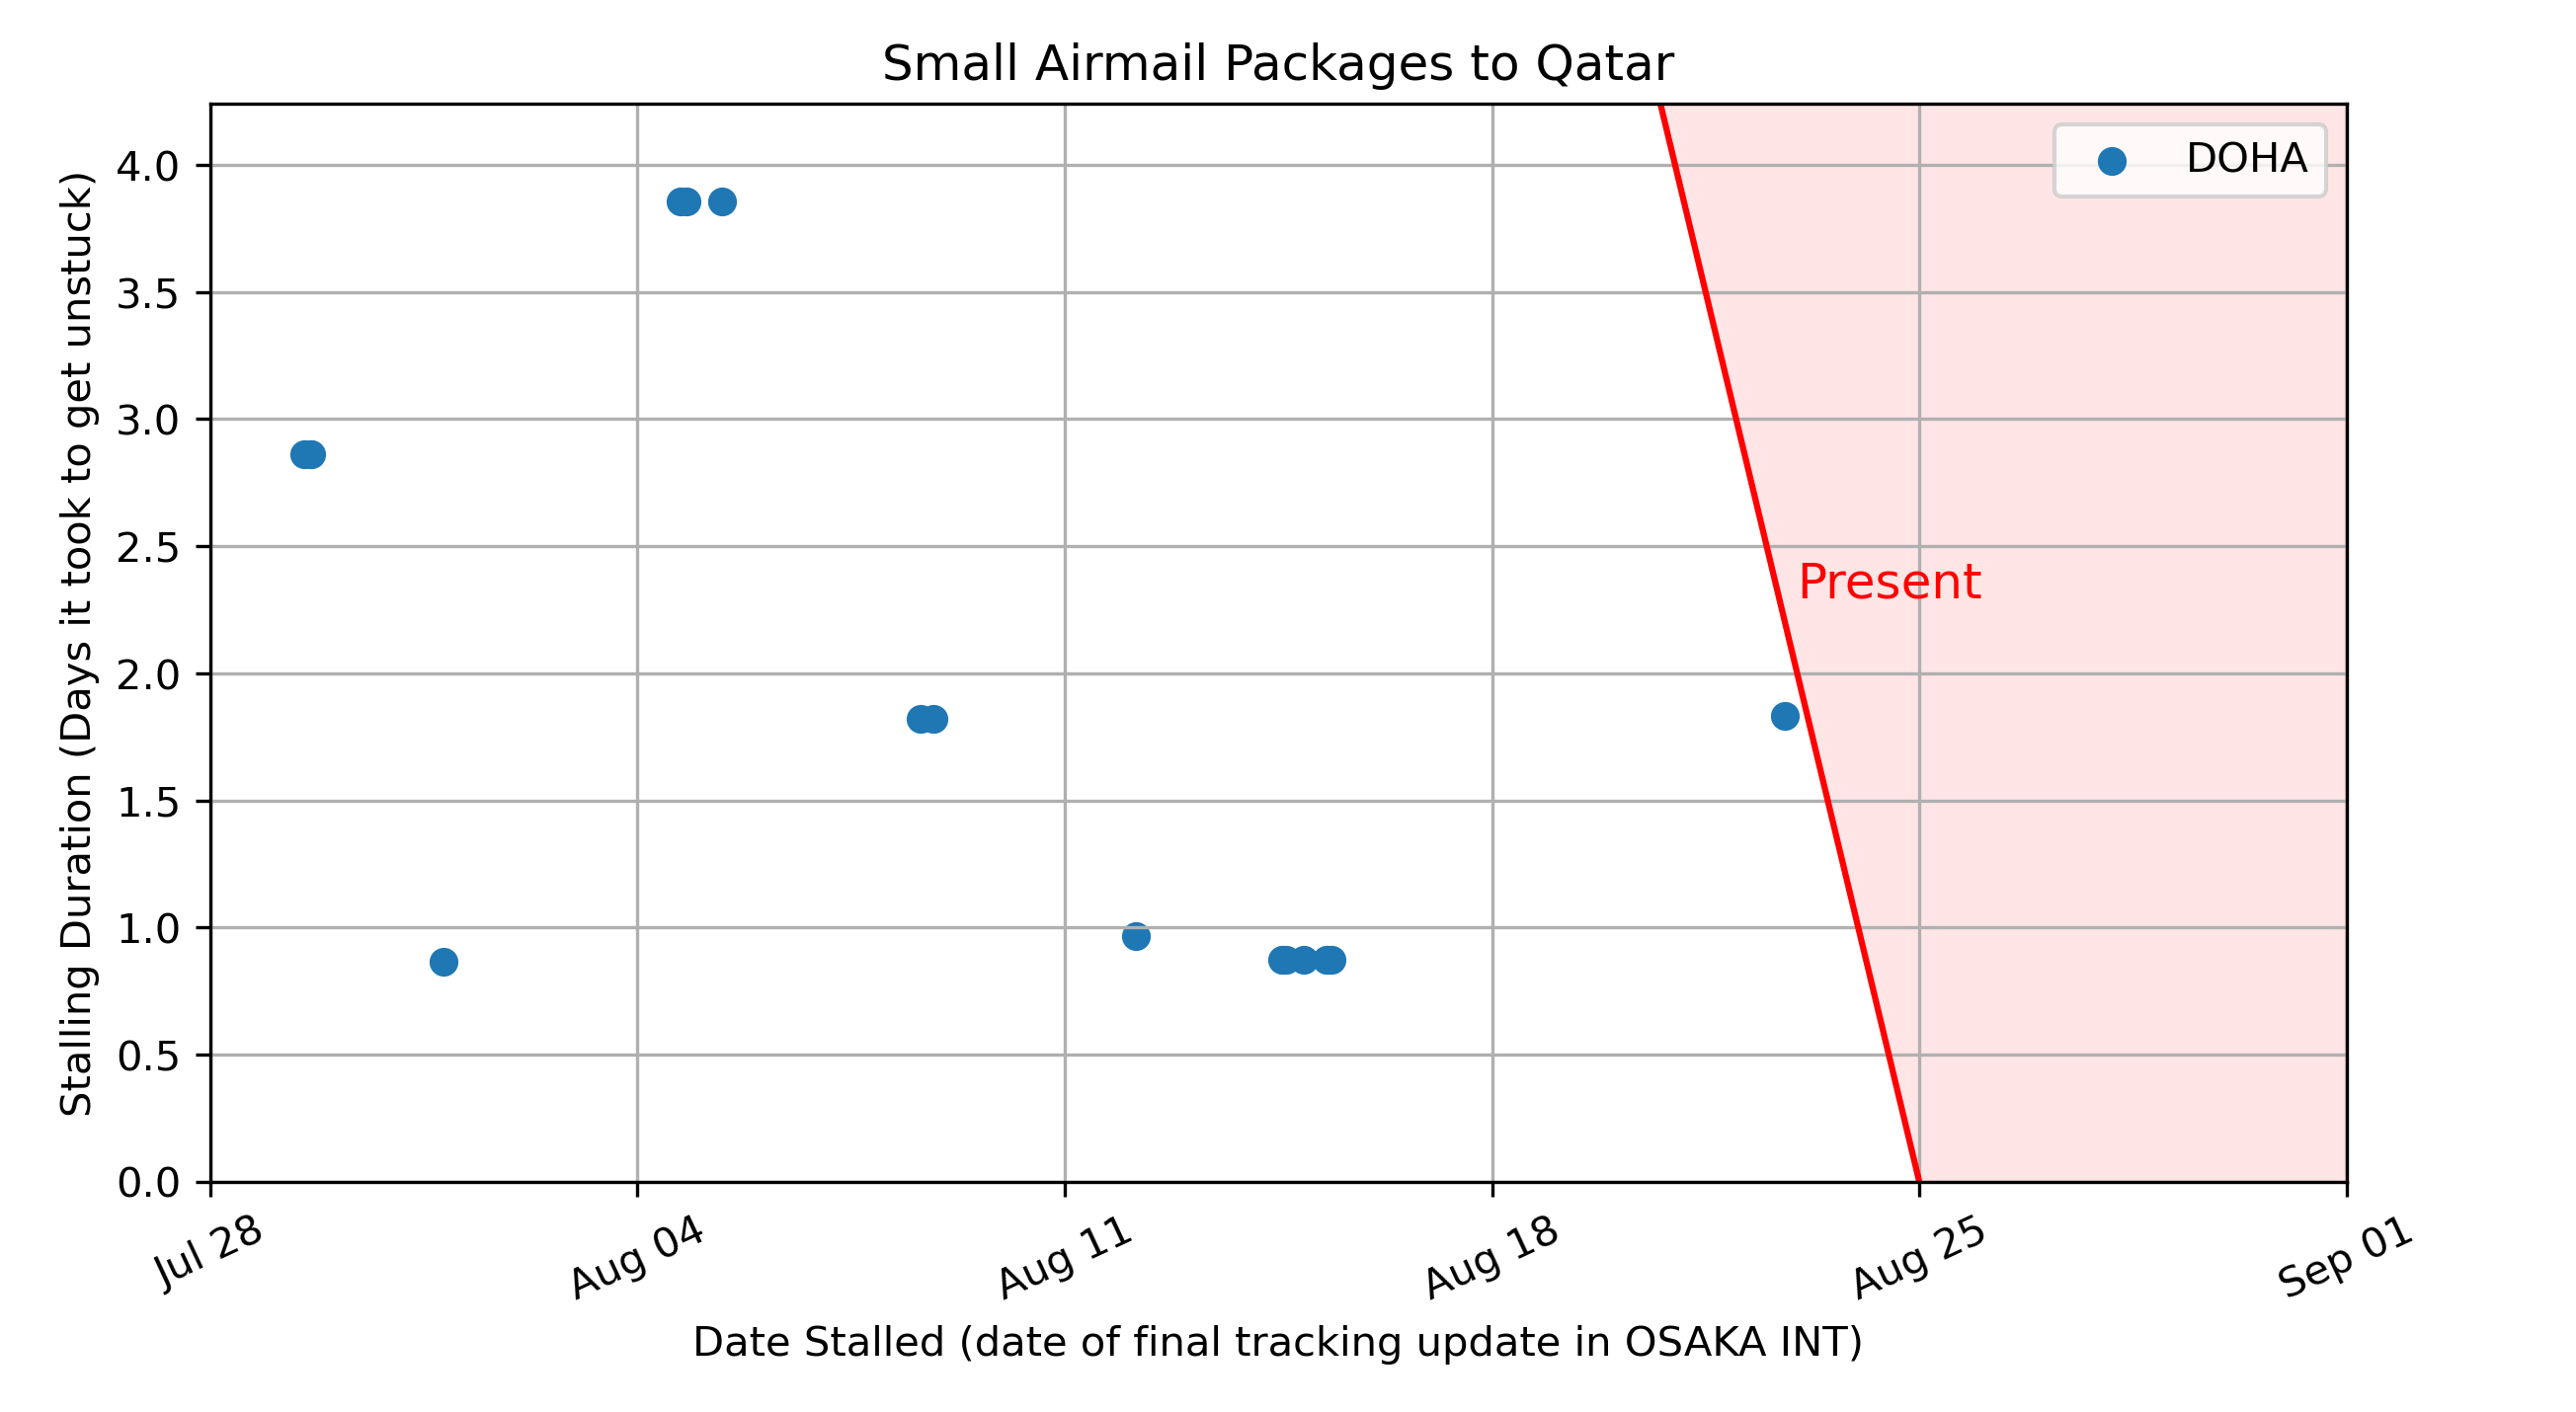 Small Airmail Packages to Qatar
DOHA
Stalling Duration (Days it took to get unstuck)
4.0
3.5
3.0
2.5
2.0
1.5
1.0
0.5
0.0
Present
Jul 28
Aug 04
Aug 11
Aug 18
Aug 25
Sep 01
Date Stalled (date of final tracking update in OSAKA INT)